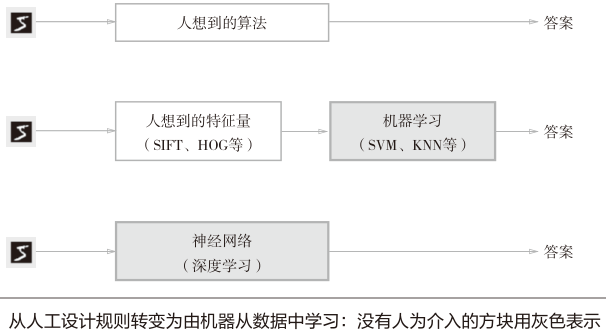 人想到的算法
答案
人想到的特征量
（SIFT、HOG等）
机器学习
（SVM、KNN等）
答案
神经网络
（深度学习）
答案
从人工设计规则转变为由机器从数据中学习：没有人为介入的方块用灰色表示